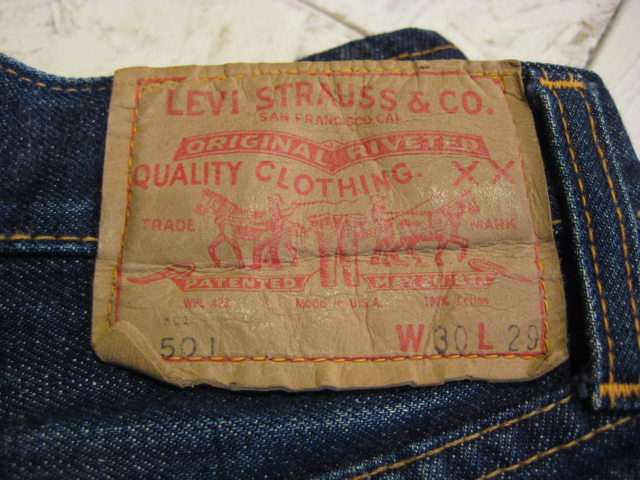 LEVI STRAUSS & CO.
SAN FRANCISCO CAL
ORIGINAL RIVETED
QUALITY CLOTHING. XX
TRADE MARK
PATENTED
WPL 423 Made in U.S.A. 100% Cotton
501
501 W 30 L 29